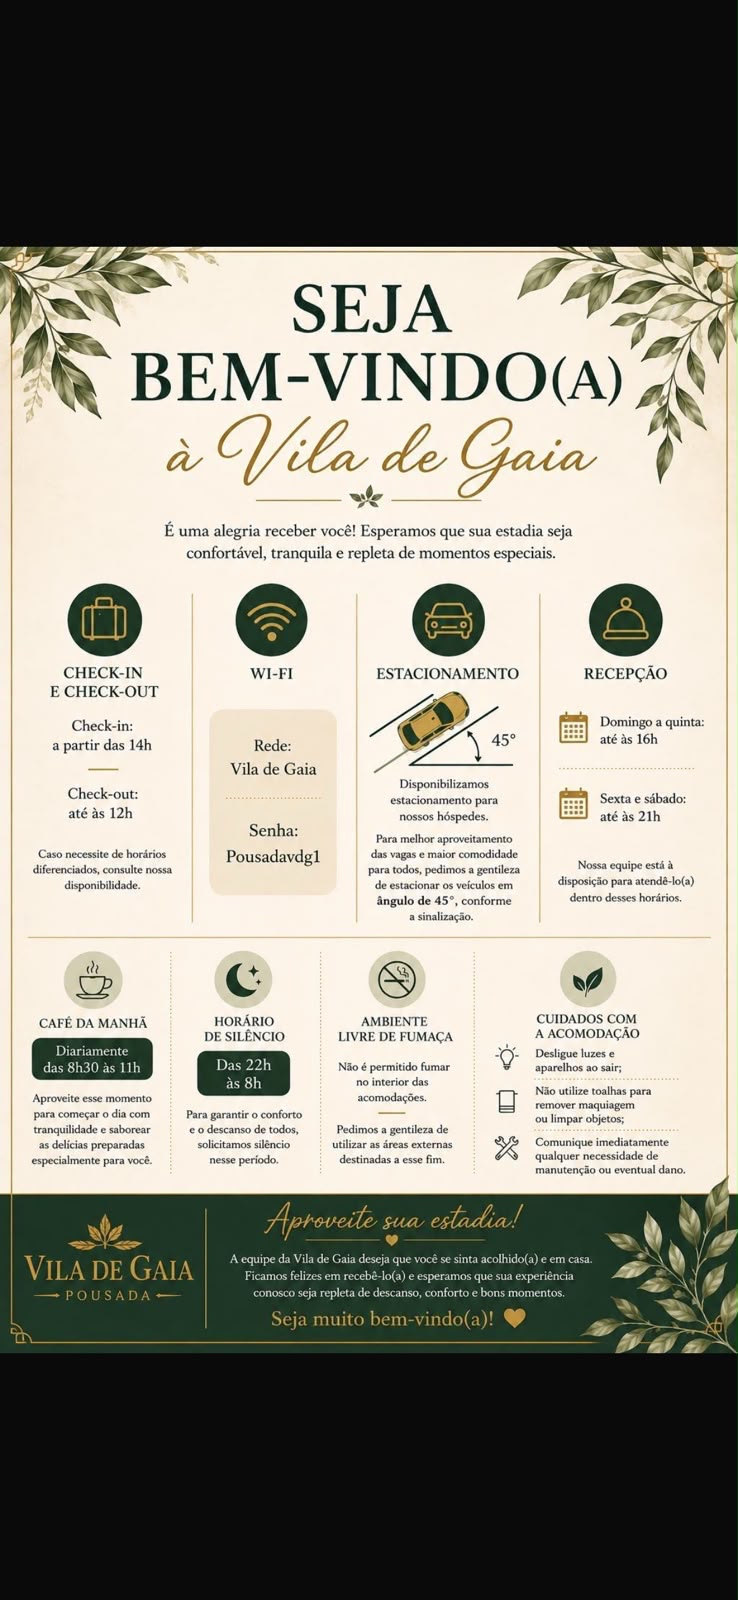 SEJA
BEM-VINDO(A)
à Vila de Gaia
É uma alegria receber você! Esperamos que sua estadia seja
confortável, tranquila e repleta de momentos especiais.
CHECK-IN
E CHECK-OUT
Check-in:
a partir das 14h
Check-out:
até às 12h
Caso necessite de horários
diferenciados, consulte nossa
disponibilidade.
WI-FI
Rede:
Vila de Gaia
Senha:
Pousadavdg1
ESTACIONAMENTO
45°
Disponibilizamos
estacionamento para
nossos hóspedes.
Para melhor aproveitamento
das vagas e maior comodidade
para todos, pedimos a gentileza
de estacionar os veículos em
ângulo de 45°, conforme
a sinalização.
RECEPÇÃO
Domingo a quinta:
até às 16h
Sexta e sábado:
até às 21h
Nossa equipe está à
disposição para atendê-lo(a)
dentro desses horários.
CAFÉ DA MANHÃ
Diariamente
das 8h30 às 11h
Aproveite esse momento
para começar o dia com
tranquilidade e saborear
as delícias preparadas
especialmente para você.
HORÁRIO
DE SILÊNCIO
Das 22h
às 8h
Para garantir o conforto
e o descanso de todos,
solicitamos silêncio
nesse período.
AMBIENTE
LIVRE DE FUMAÇA
Não é permitido fumar
no interior das
acomodações.
Pedimos a gentileza de
utilizar as áreas externas
destinadas a esse fim.
CUIDADOS COM
A ACOMODAÇÃO
Desligue luzes e
aparelhos ao sair;
Não utilize toalhas para
remover maquiagem
ou limpar objetos;
Comunique imediatamente
qualquer necessidade de
manutenção ou eventual dano.
VILA DE GAIA
POUSADA
Aproveite sua estadia!
A equipe da Vila de Gaia deseja que você se sinta acolhido(a) e em casa.
Ficamos felizes em recebê-lo(a) e esperamos que sua experiência
conosco seja repleta de descanso, conforto e bons momentos.
Seja muito bem-vindo(a)!